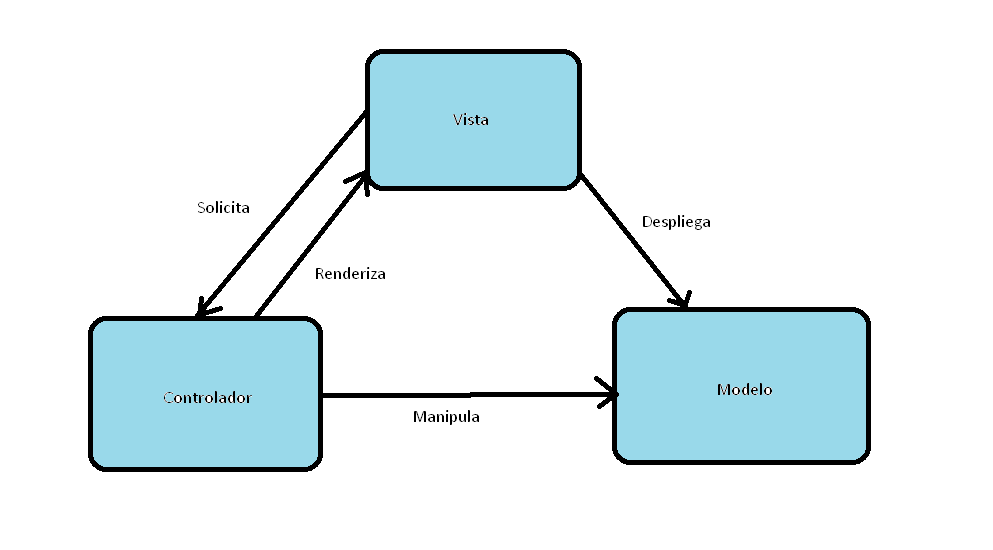 Vista
Solicita
Despliega
Renderiza
Controlador
Modelo
Manipula